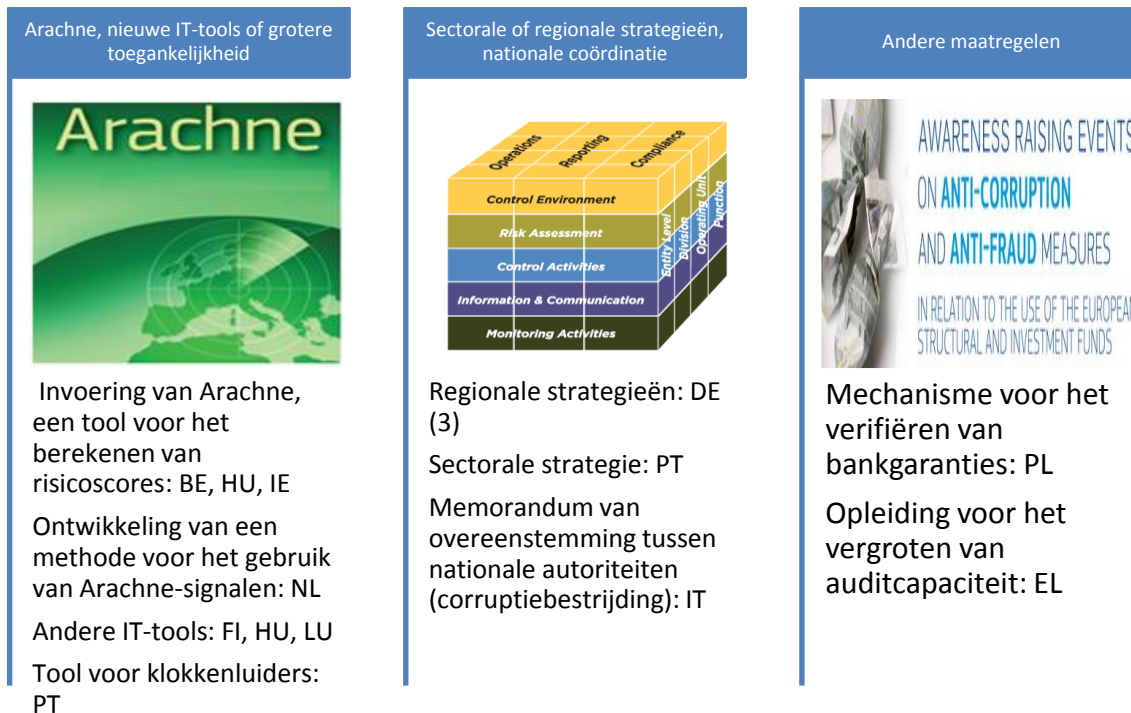 Arachne, nieuwe IT-tools of grotere
toegankelijkheid
Arachne
Invoering van Arachne,
een tool voor het
berekenen van
risicoscores: BE, HU, IE
Ontwikkeling van een
methode voor het gebruik
van Arachne-signalen: NL
Andere IT-tools: FI, HU, LU
Tool voor klokkenluiders:
PT
Sectorale of regionale strategieën,
nationale coördinatie
Operations
Reporting
Compliance
Control Environment
Risk Assessment
Control Activities
Information & Communication
Monitoring Activities
Entity Level
Division
Operating Unit
Function
Regionale strategieën: DE
(3)
Sectorale strategie: PT
Memorandum van
overeenstemming tussen
nationale autoriteiten
(corruptiebestrijding): IT
Andere maatregelen
AWARENESS RAISING EVENTS
ON ANTI-CORRUPTION
AND ANTI-FRAUD MEASURES
IN RELATION TO THE USE OF THE EUROPEAN
STRUCTURAL AND INVESTMENT FUNDS
Mechanisme voor het
verifiëren van
bankgaranties: PL
Opleiding voor het
vergroten van
auditcapaciteit: EL